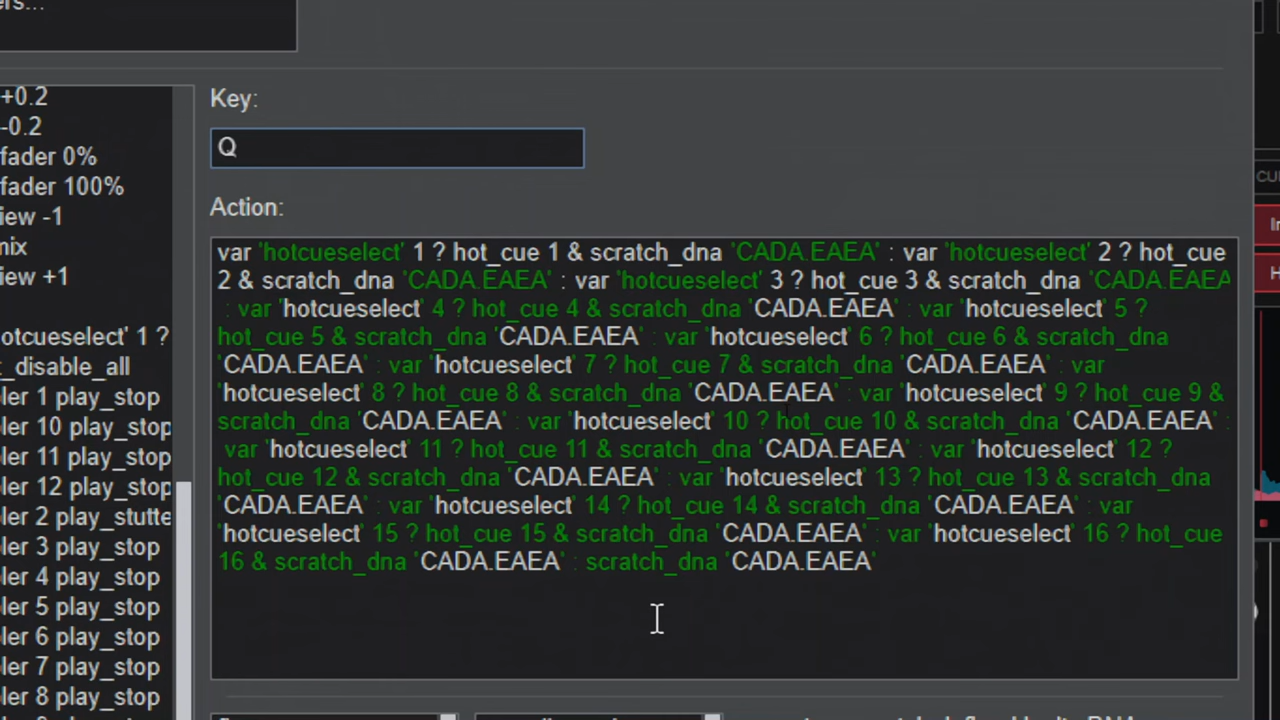 ers...
+0.2
-0.2
fader 0%
fader 100%
iew -1
mix
iew +1
otcueselect' 1 ?
t_disable_all
ler 1 play_stop
ler 10 play_stop
ler 11 play_stop
ler 12 play_stop
ler 2 play_stutte
ler 3 play_stop
ler 4 play_stop
ler 5 play_stop
ler 6 play_stop
ler 7 play_stop
ler 8 play_stop
Key:
Q
Action:
var 'hotcueselect' 1 ? hot_cue 1 & scratch_dna 'CADA.EAEA' : var 'hotcueselect' 2 ? hot_cue
2 & scratch_dna 'CADA.EAEA' : var 'hotcueselect' 3 ? hot_cue 3 & scratch_dna 'CADA.EAEA
: var 'hotcueselect' 4 ? hot_cue 4 & scratch_dna 'CADA.EAEA' : var 'hotcueselect' 5 ?
hot_cue 5 & scratch_dna 'CADA.EAEA' : var 'hotcueselect' 6 ? hot_cue 6 & scratch_dna
'CADA.EAEA' : var 'hotcueselect' 7 ? hot_cue 7 & scratch_dna 'CADA.EAEA' : var
'hotcueselect' 8 ? hot_cue 8 & scratch_dna 'CADA.EAEA' : var 'hotcueselect' 9 ? hot_cue 9 &
scratch_dna 'CADA.EAEA' : var 'hotcueselect' 10 ? hot_cue 10 & scratch_dna 'CADA.EAEA' :
var 'hotcueselect' 11 ? hot_cue 11 & scratch_dna 'CADA.EAEA' : var 'hotcueselect' 12 ?
hot_cue 12 & scratch_dna 'CADA.EAEA' : var 'hotcueselect' 13 ? hot_cue 13 & scratch_dna
'CADA.EAEA' : var 'hotcueselect' 14 ? hot_cue 14 & scratch_dna 'CADA.EAEA' : var
'hotcueselect' 15 ? hot_cue 15 & scratch_dna 'CADA.EAEA' : var 'hotcueselect' 16 ? hot_cue
16 & scratch_dna 'CADA.EAEA' : scratch_dna 'CADA.EAEA'
CU
In
H